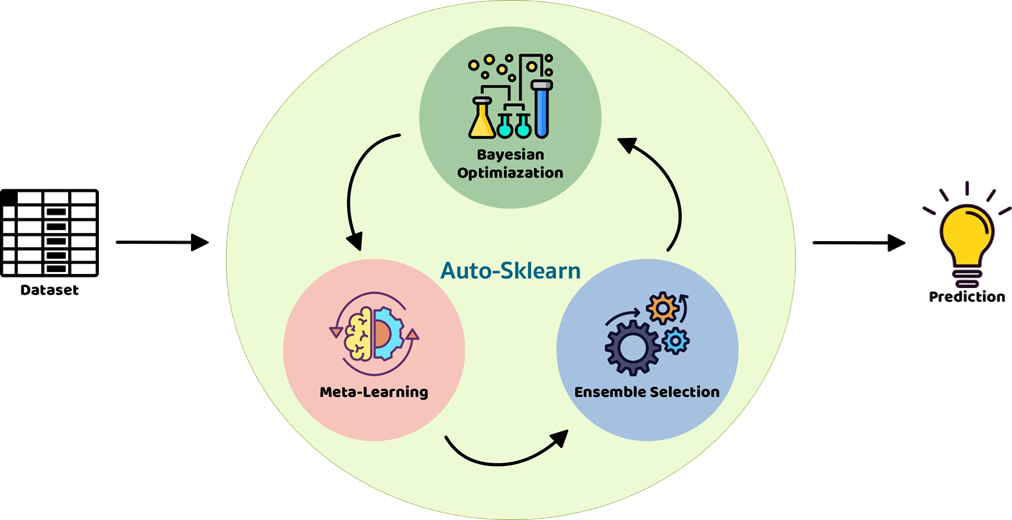 Bayesian
Optimiazation
Auto-Sklearn
Dataset
Prediction
Meta-Learning
Ensemble Selection